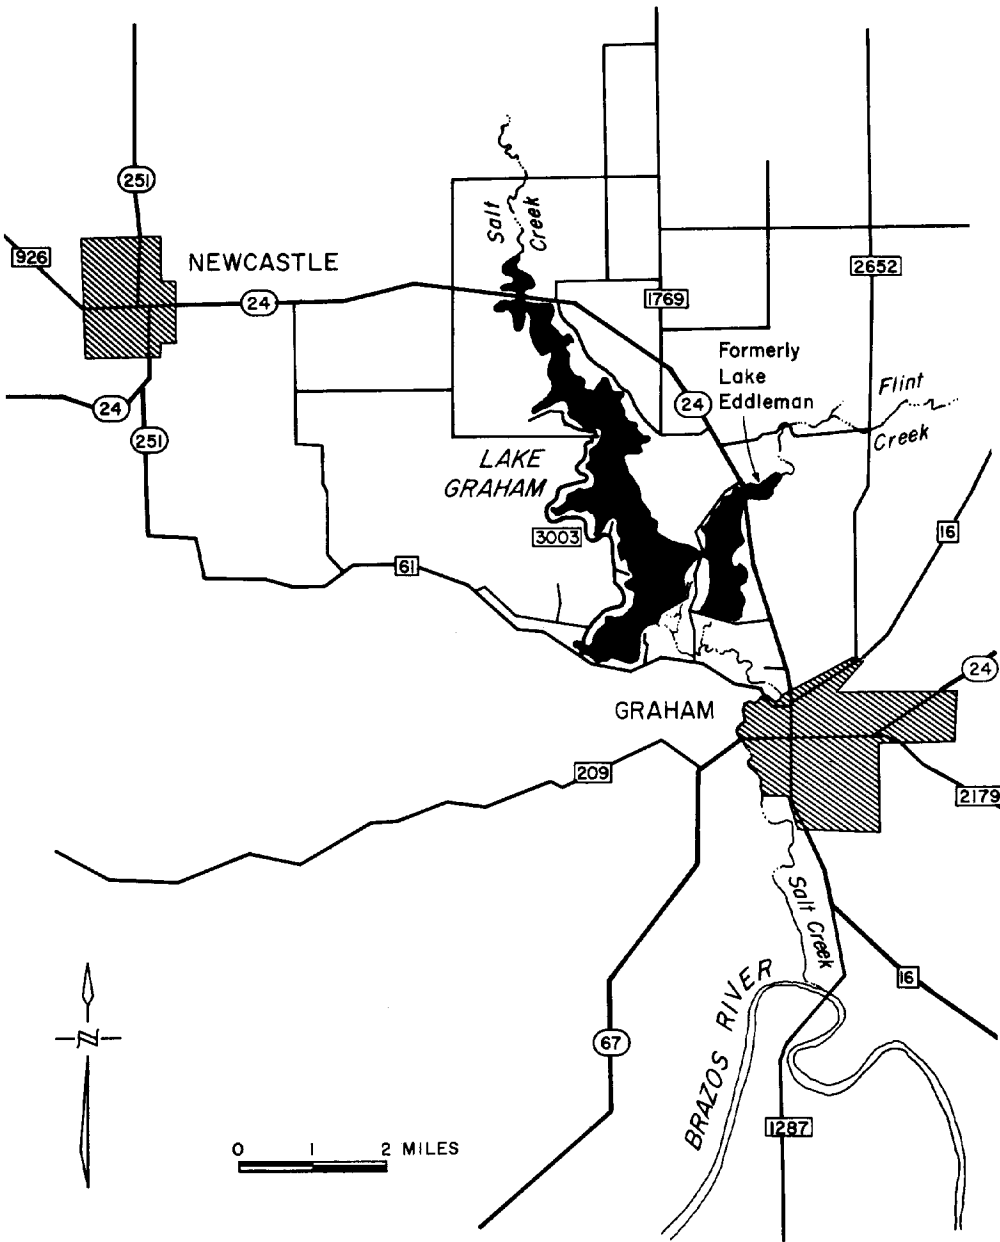 251
926
NEWCASTLE
24
Salt
Creek
2652
1769
Formerly
Lake
Eddleman
24
251
24
Flint
Creek
LAKE
GRAHAM
3003
16
61
24
GRAHAM
209
2179
Salt Creek
16
BRAZOS RIVER
N
67
1287
0 1 2 MILES